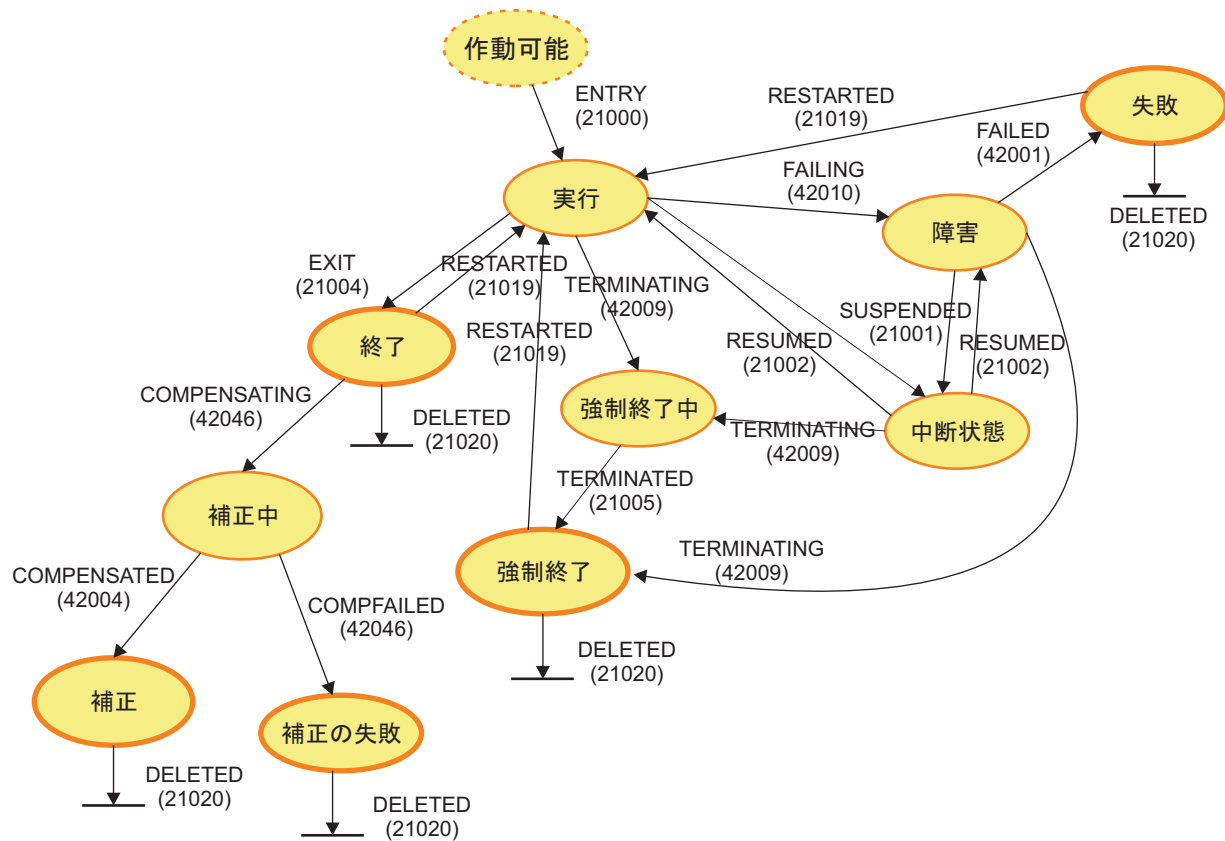 作動可能
ENTRY
(21000)
RESTARTED
(21019)
失敗
FAILED
(42001)
DELETED
(21020)
実行
FAILING
(42010)
障害
EXIT
(21004)
RESTARTED
(21019)
TERMINATING
(42009)
SUSPENDED
(21001)
RESUMED
(21002)
RESUMED
(21002)
RESTARTED
(21019)
終了
COMPENSATING
(42046)
DELETED
(21020)
強制終了中
TERMINATING
(42009)
中断状態
TERMINATED
(21005)
補正中
強制終了
TERMINATING
(42009)
COMPENSATED
(42004)
COMPFAILED
(42046)
DELETED
(21020)
補正
補正の失敗
DELETED
(21020)
DELETED
(21020)